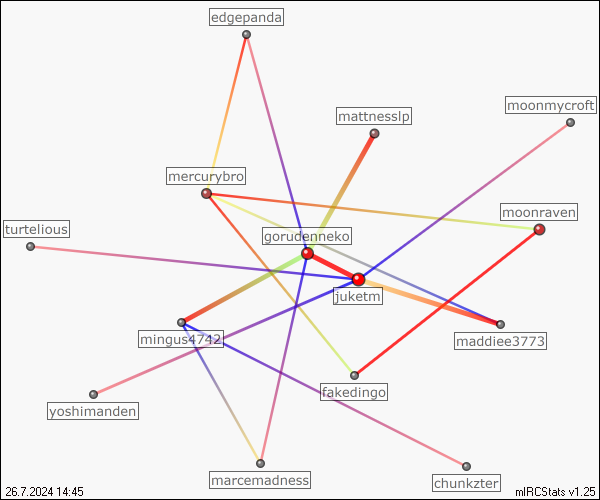 edgepanda
moonmycroft
mattnesslp
mercurybro
moonraven
turtelious
gorudenneko
juketm
mingus4742
maddiee3773
fakedingo
yoshimanden
marcemadness
chunkzter
26.7.2024 14:45
mIRCStats v1.25